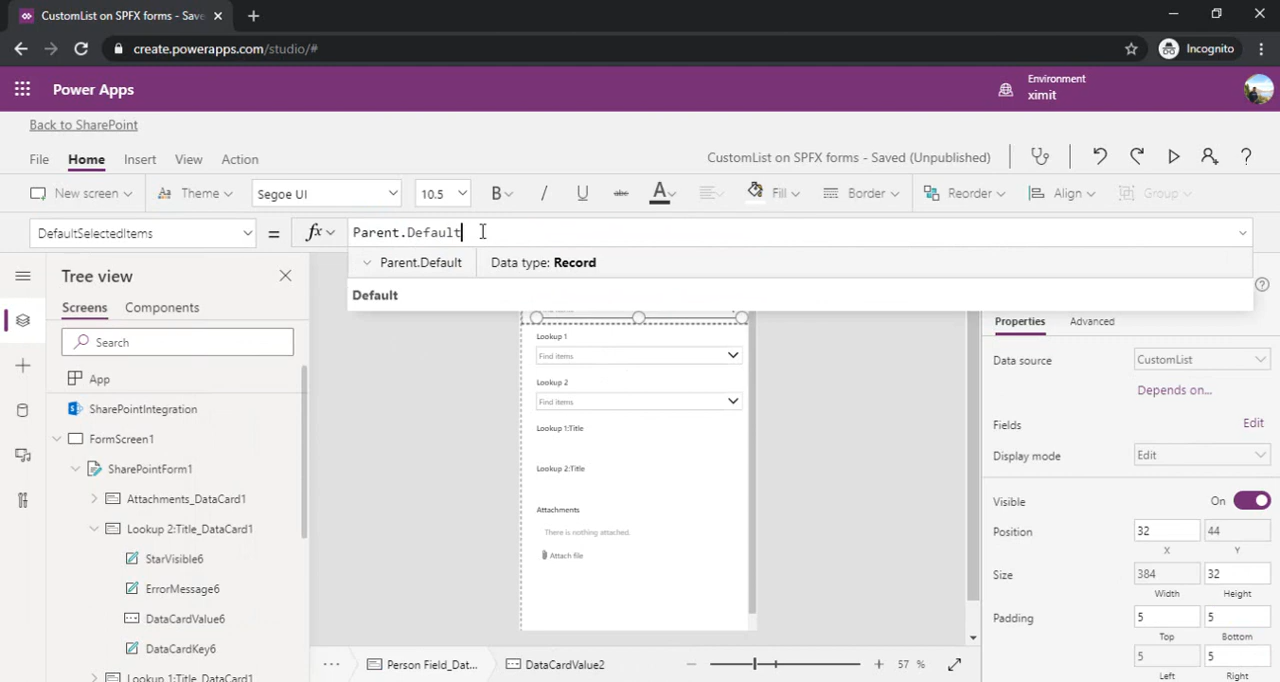 CustomList on SPFX forms - Save
create.powerapps.com/studio/#
Incognito
Power Apps
Environment
ximit
Back to SharePoint
File Home Insert View Action
CustomList on SPFX forms - Saved (Unpublished)
New screen Theme Segoe UI 10.5 B / U abc A Fill Border Reorder Align Group
DefaultSelectedItems = fx Parent.Default
Parent.Default Data type: Record
Default
Tree view
Screens Components
Search
App
SharePointIntegration
FormScreen1
SharePointForm1
Attachments_DataCard1
Lookup 2:Title_DataCard1
StarVisible6
ErrorMessage6
DataCardValue6
DataCardKey6
Lookup 1:Title_DataCard1
Lookup 1
Find items
Lookup 2
Find items
Lookup 1:Title
Lookup 2:Title
Attachments
There is nothing attached.
Attach file
Properties Advanced
Data source CustomList
Depends on...
Fields Edit
Display mode Edit
Visible On
Position 32 44
X Y
Size 384 32
Width Height
Padding 5 5
Top Bottom
5 5
Left Right
Person Field_Dat... DataCardValue2 57 %